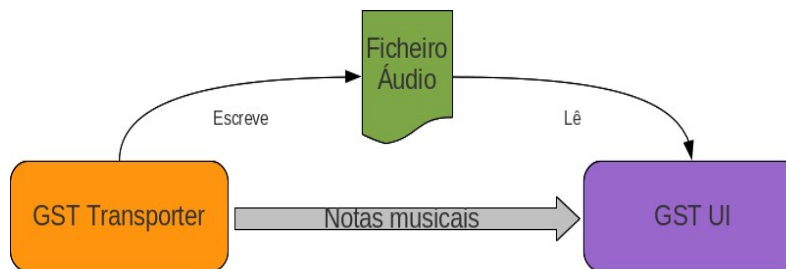 Ficheiro
Áudio
Escreve
Lê
GST Transporter
Notas musicais
GST UI